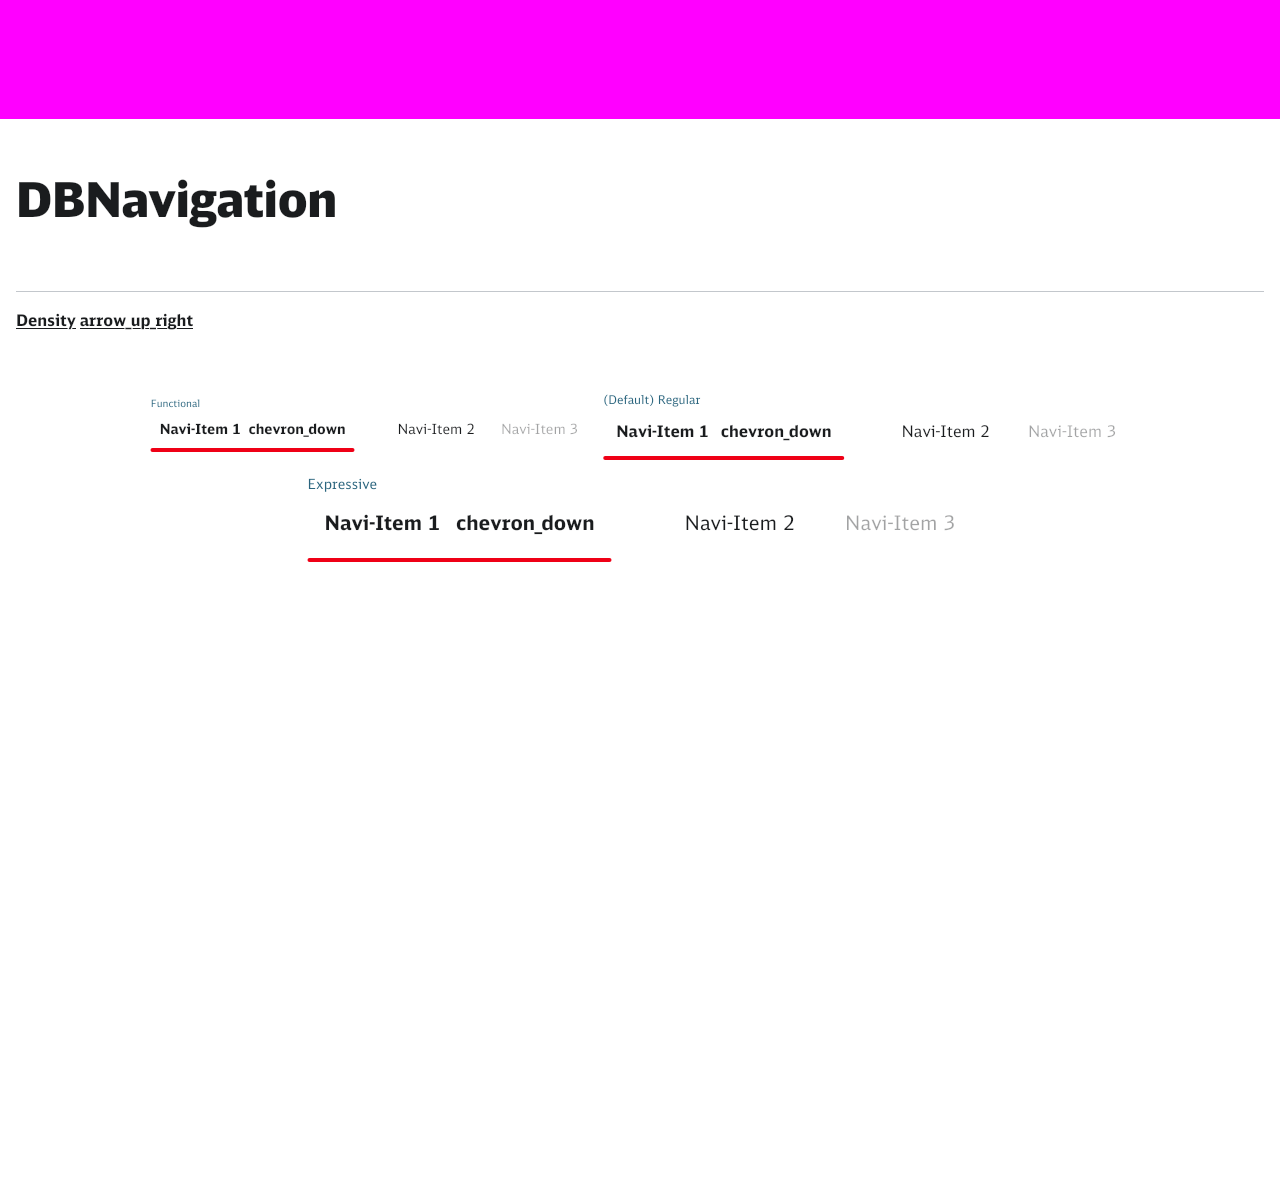 DBNavigation
Density arrow_up_right
Functional
Navi-Item 1 chevron_down Navi-Item 2 Navi-Item 3
(Default) Regular
Navi-Item 1 chevron_down Navi-Item 2 Navi-Item 3
Expressive
Navi-Item 1 chevron_down Navi-Item 2 Navi-Item 3